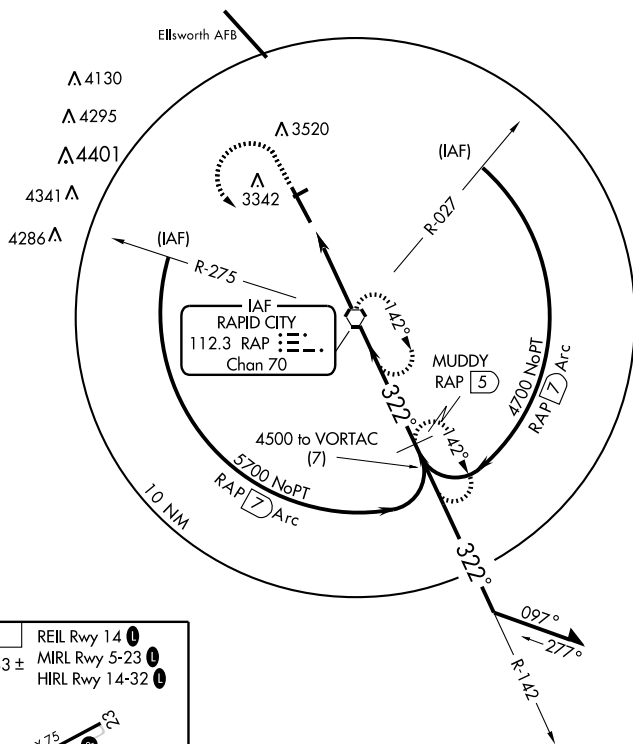 Ellsworth AFB
4130
4295
4401
4341
4286
3520
3342
(IAF)
R-027
(IAF)
R-275
IAF
RAPID CITY
112.3 RAP
Chan 70
142°
322°
MUDDY
RAP 5
142°
4500 to VORTAC
(7)
4700 NoPT
RAP 7 Arc
5700 NoPT
RAP 7 Arc
10 NM
322°
097°
277°
R-142
REIL Rwy 14 L
3 ± MIRL Rwy 5-23 L
HIRL Rwy 14-32 L
X 75
23